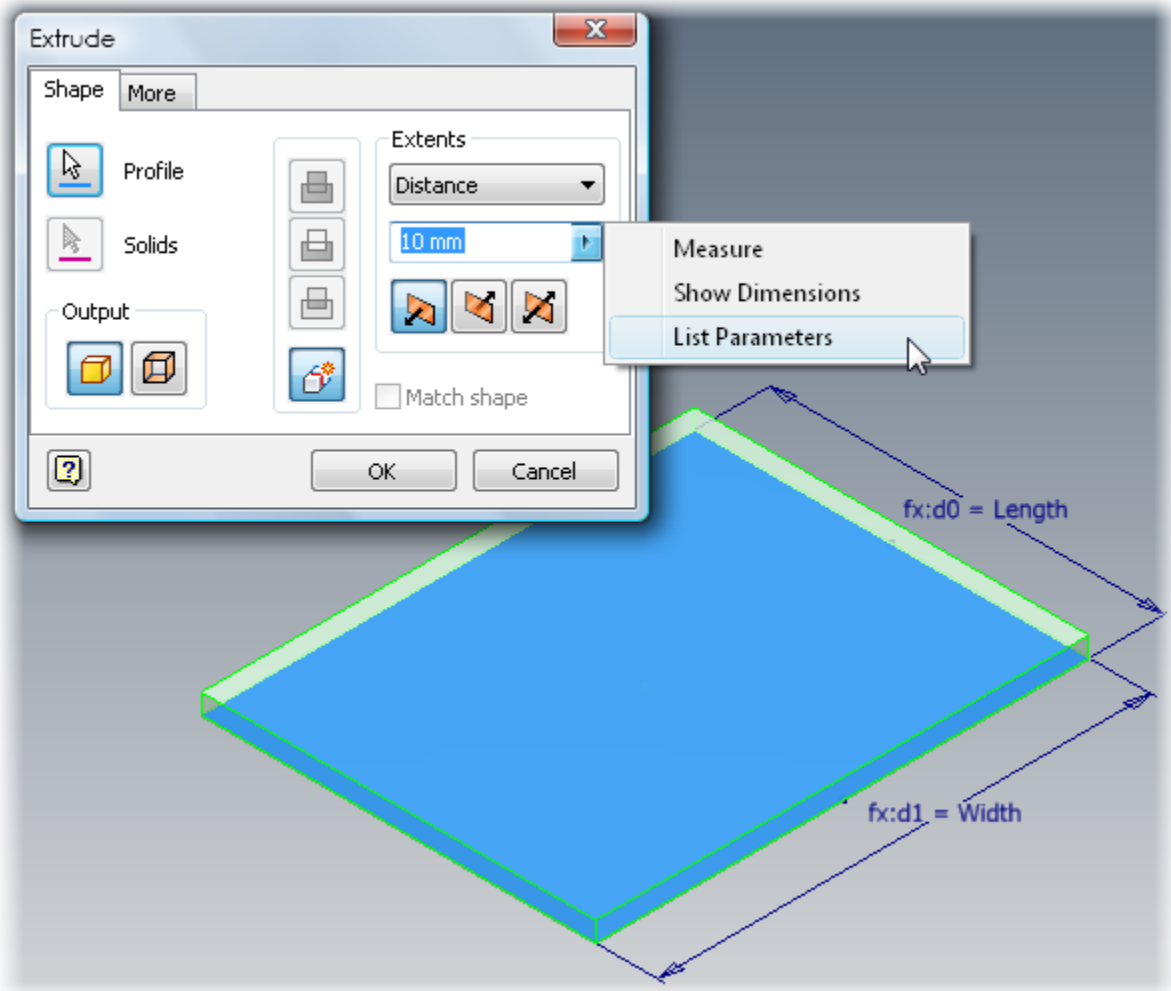 Extrude
Shape More
Extents
Profile
Distance
Solids
10 mm
Measure
Show Dimensions
List Parameters
Output
Match shape
?
OK Cancel
fx:d0 = Length
fx:d1 = Width